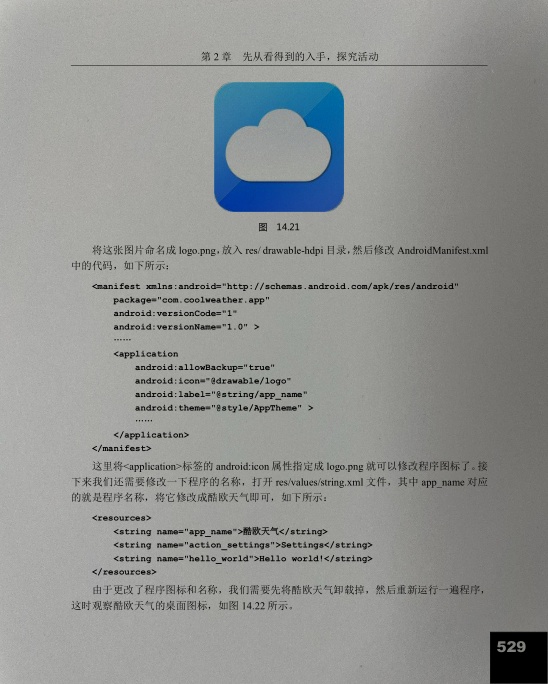 第 2 章 先从看得到的入手，探究活动
图 14.21
将这张图片命名成 logo.png，放入 res/ drawable-hdpi 目录，然后修改 AndroidManifest.xml
中的代码，如下所示：
<manifest xmlns:android="http://schemas.android.com/apk/res/android"
package="com.coolweather.app"
android:versionCode="1"
android:versionName="1.0" >
……
<application
android:allowBackup="true"
android:icon="@drawable/logo"
android:label="@string/app_name"
android:theme="@style/AppTheme" >
……
</application>
</manifest>
这里将<application>标签的 android:icon 属性指定成 logo.png 就可以修改程序图标了。接
下来我们还需要修改一下程序的名称，打开 res/values/string.xml 文件，其中 app_name 对应
的就是程序名称，将它修改成酷欧天气即可，如下所示：
<resources>
<string name="app_name">酷欧天气</string>
<string name="action_settings">Settings</string>
<string name="hello_world">Hello world!</string>
</resources>
由于更改了程序图标和名称，我们需要先将酷欧天气卸载掉，然后重新运行一遍程序，
这时观察酷欧天气的桌面图标，如图 14.22 所示。
529